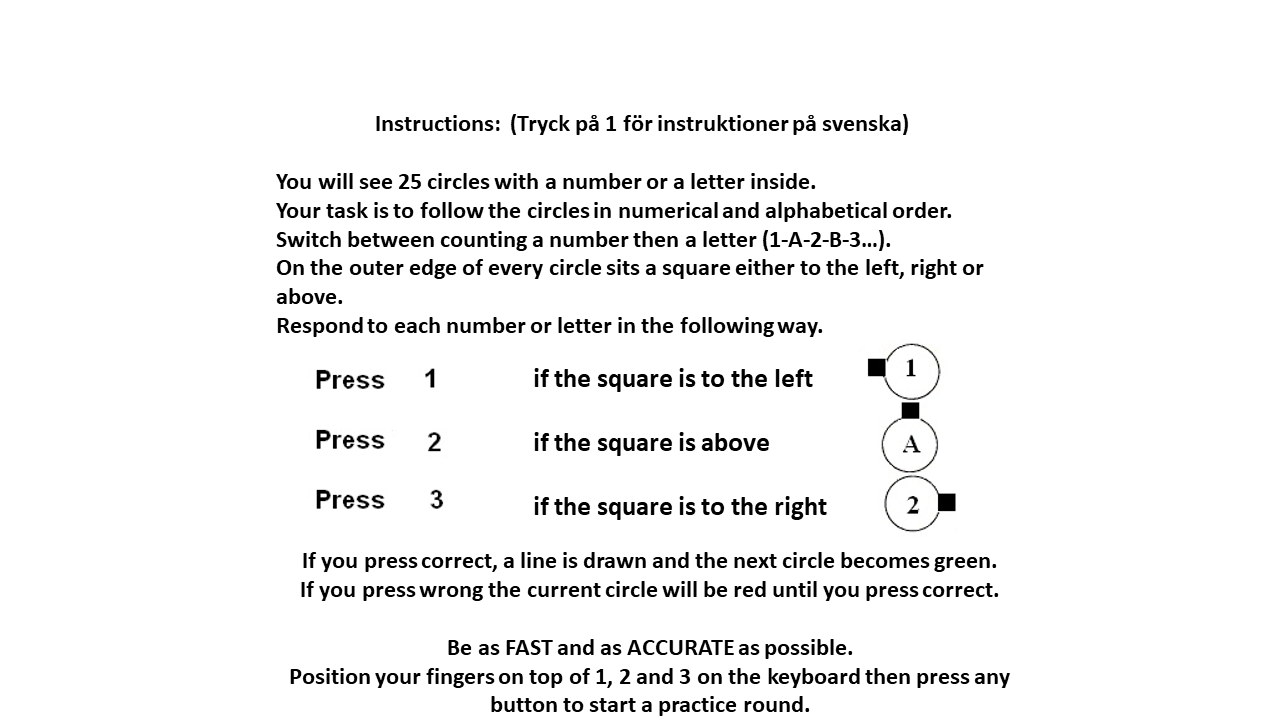 Instructions: (Tryck på 1 för instruktioner på svenska)
You will see 25 circles with a number or a letter inside.
Your task is to follow the circles in numerical and alphabetical order.
Switch between counting a number then a letter (1-A-2-B-3...).
On the outer edge of every circle sits a square either to the left, right or
above.
Respond to each number or letter in the following way.
Press 1 if the square is to the left 1
Press 2 if the square is above A
Press 3 if the square is to the right 2
If you press correct, a line is drawn and the next circle becomes green.
If you press wrong the current circle will be red until you press correct.
Be as FAST and as ACCURATE as possible.
Position your fingers on top of 1, 2 and 3 on the keyboard then press any
button to start a practice round.